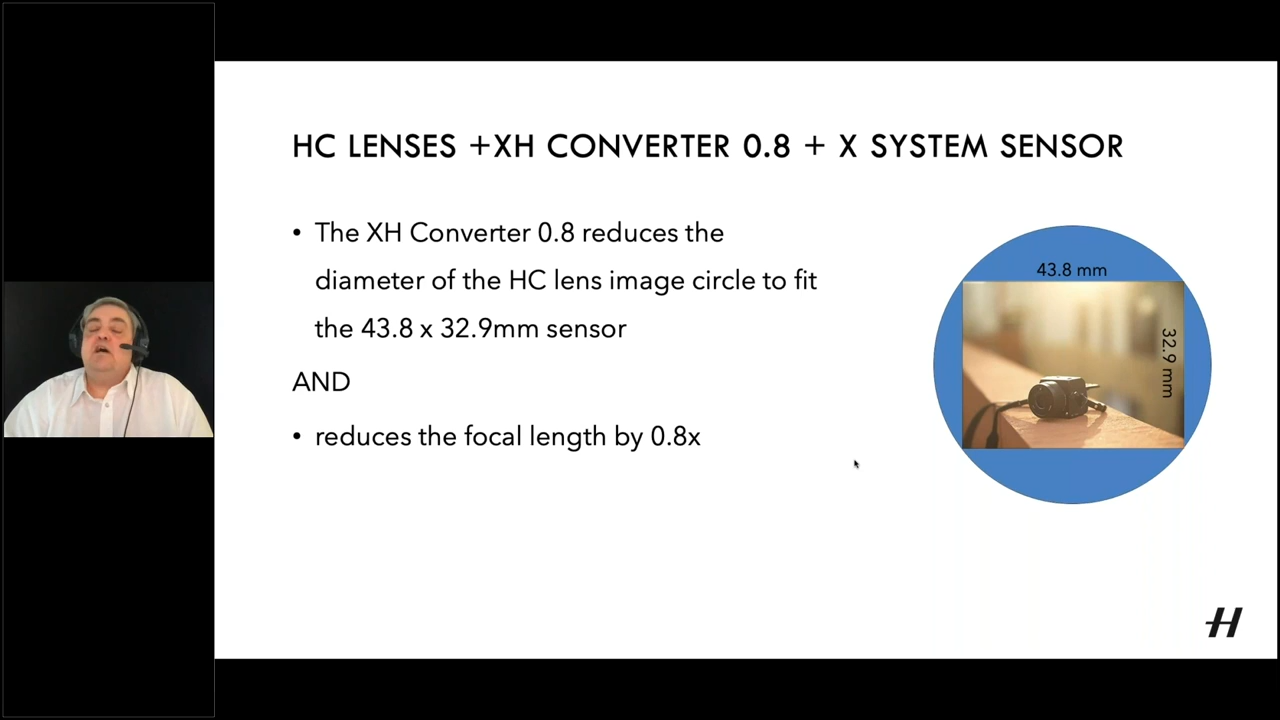 HC LENSES +XH CONVERTER 0.8 + X SYSTEM SENSOR
• The XH Converter 0.8 reduces the
diameter of the HC lens image circle to fit
the 43.8 x 32.9mm sensor
AND
• reduces the focal length by 0.8x
43.8 mm
32.9 mm
H